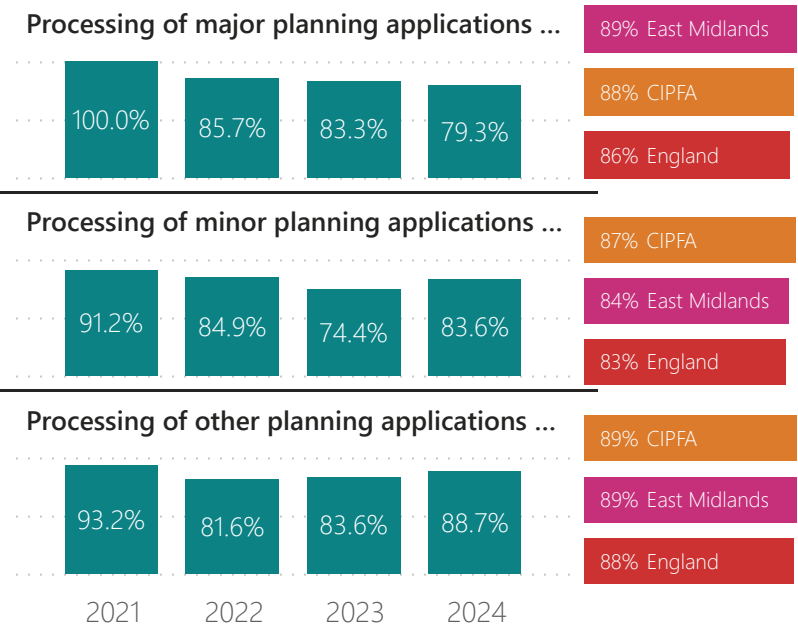 Processing of major planning applications ...
100.0%
85.7%
83.3%
79.3%
89% East Midlands
88% CIPFA
86% England
Processing of minor planning applications ...
91.2%
84.9%
74.4%
83.6%
87% CIPFA
84% East Midlands
83% England
Processing of other planning applications ...
93.2%
81.6%
83.6%
88.7%
89% CIPFA
89% East Midlands
88% England
2021 2022 2023 2024